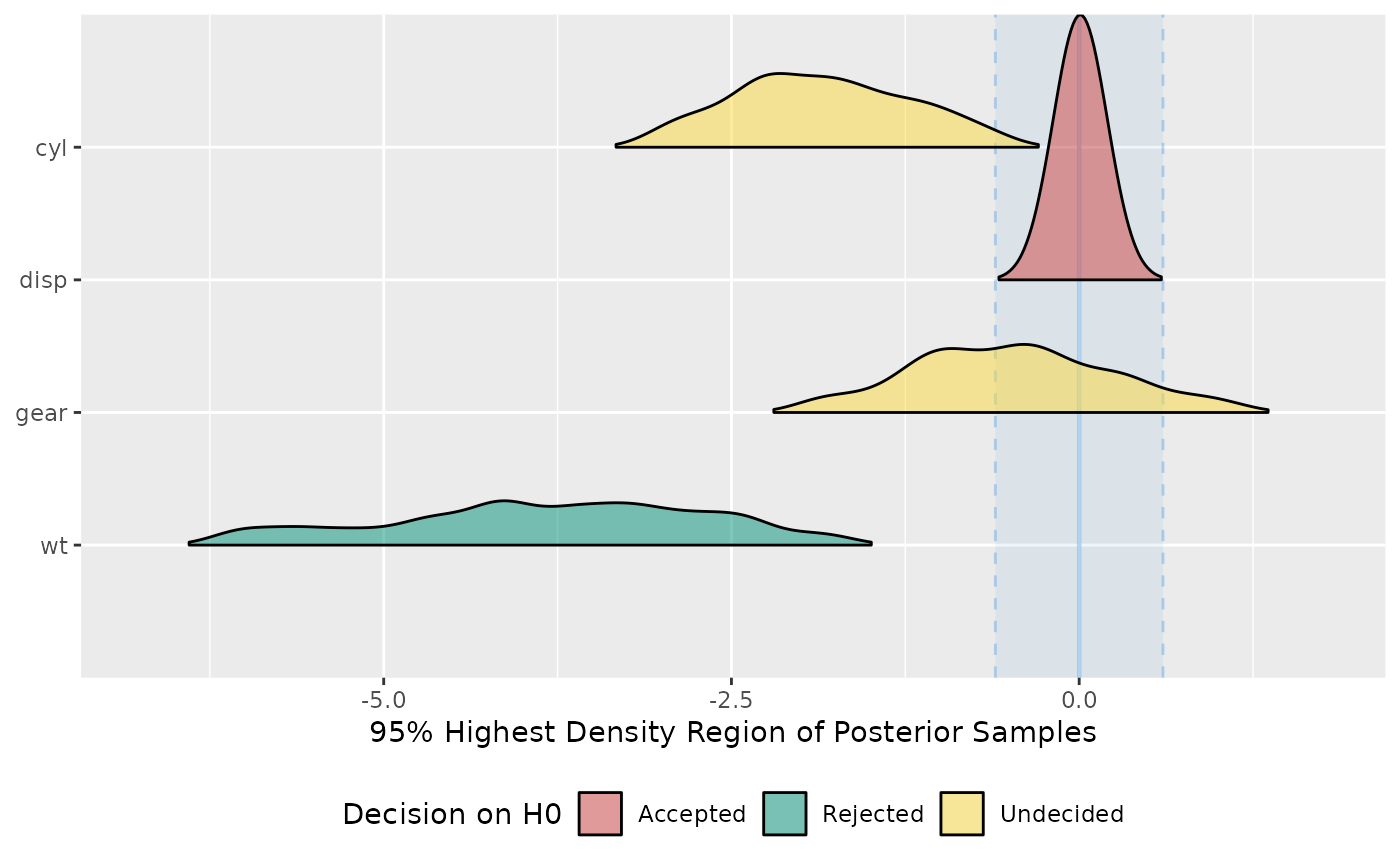 cyl
disp
gear
wt
-5.0 -2.5 0.0
95% Highest Density Region of Posterior Samples
Decision on H0 Accepted Rejected Undecided